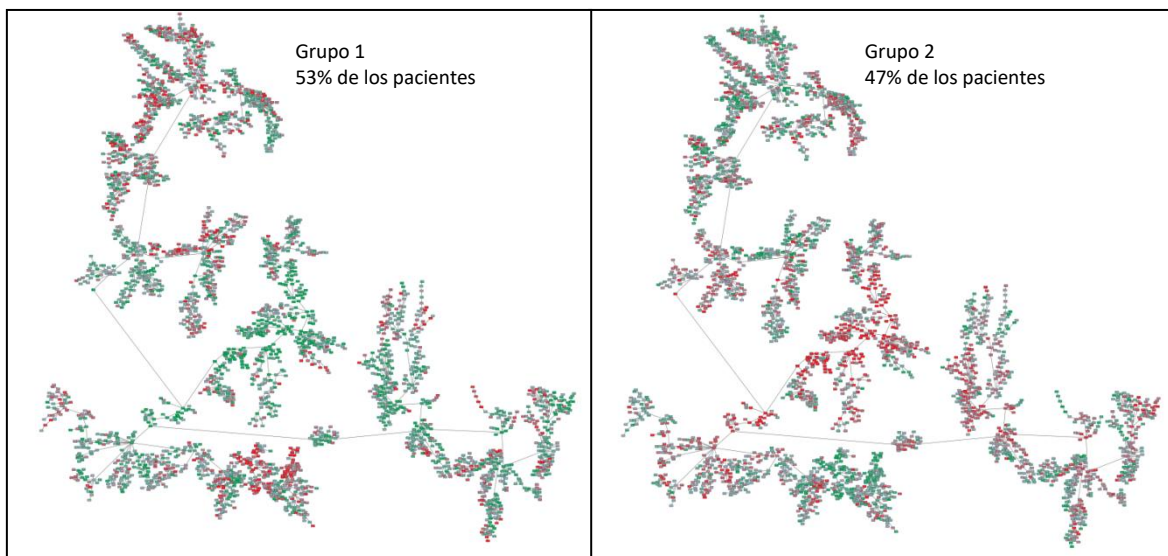 Grupo 1
53% de los pacientes
Grupo 2
47% de los pacientes